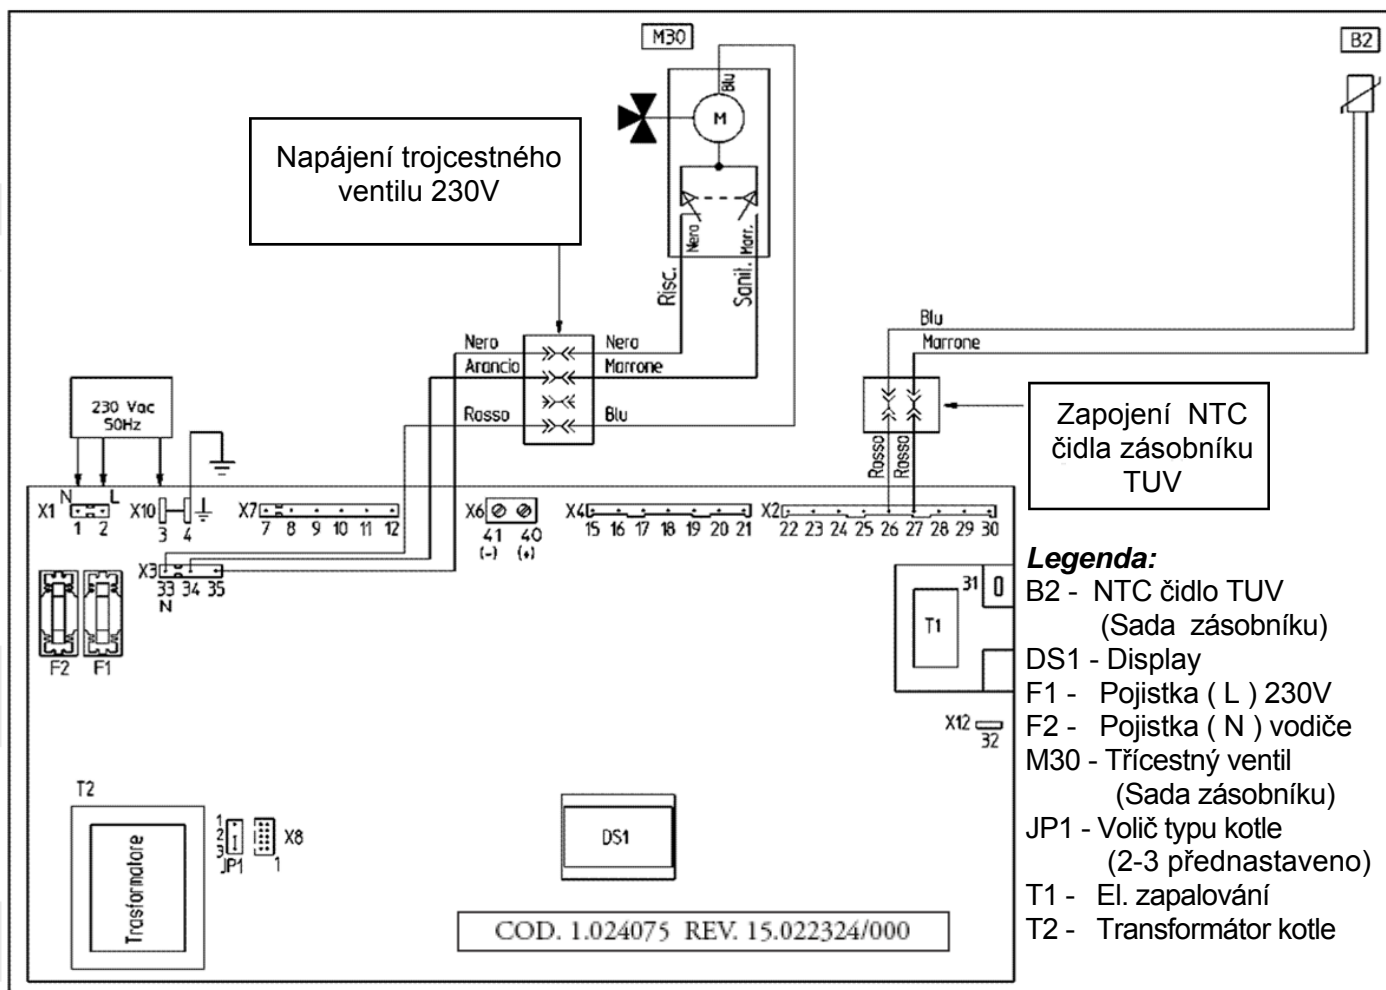 M30
B2
Blu
M
Napájení trojcestného
ventilu 230V
Nero
Marr.
Risc.
Sanit.
Blu
Marrone
Nero
Nero
Arancio
Marrone
Rosso
Blu
230 Vac
50Hz
Rosso
Rosso
Zapojení NTC
čidla zásobníku
TUV
N
L
X1
1 2
X10
3 4
X7
7 8 9 10 11 12
X6
41 40
(-) (+)
X4
15 16 17 18 19 20 21
X2
22 23 24 25 26 27 28 29 30
X3
33 34 35
N
F2 F1
31
T1
X12
32
Legenda:
B2 - NTC čidlo TUV
(Sada zásobníku)
DS1 - Display
F1 - Pojistka ( L ) 230V
F2 - Pojistka ( N ) vodiče
M30 - Třícestný ventil
(Sada zásobníku)
JP1 - Volič typu kotle
(2-3 přednastaveno)
T1 - El. zapalování
T2 - Transformátor kotle
T2
Trasformatore
1
2
3
JP1
X8
1
DS1
COD. 1.024075 REV. 15.022324/000